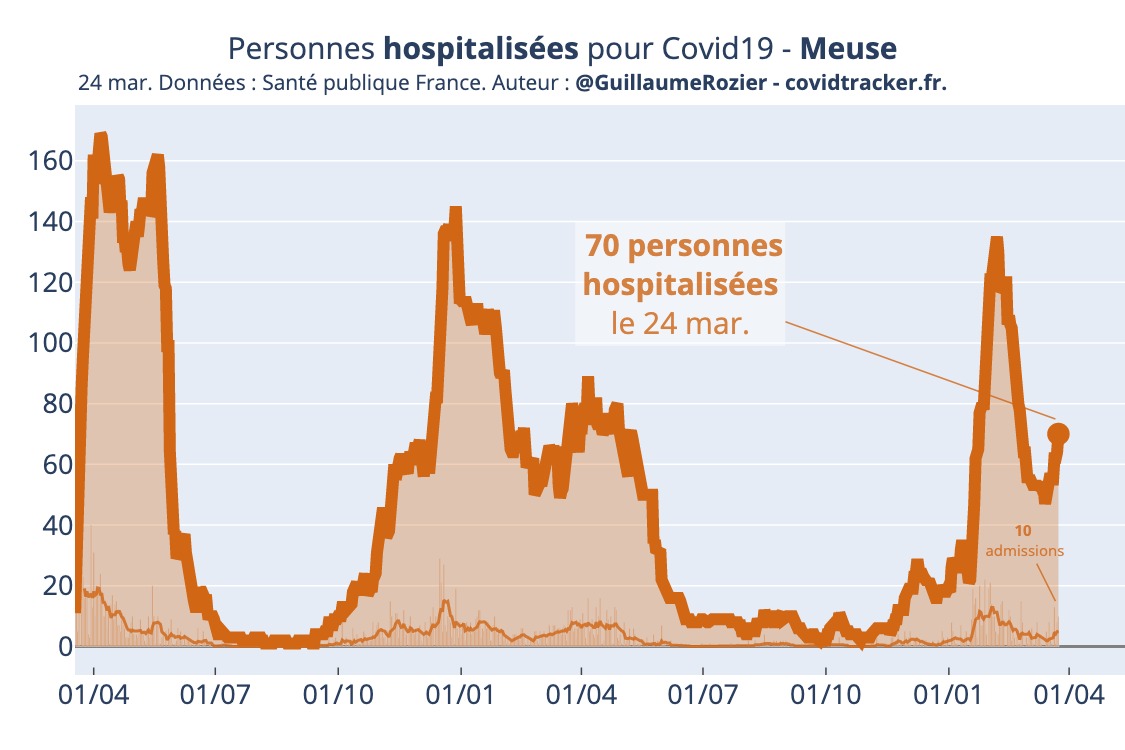 Personnes hospitalisées pour Covid19 - Meuse
24 mar. Données : Santé publique France. Auteur : @GuillaumeRozier - covidtracker.fr.
160
140
120
100
80
60
40
20
0
70 personnes
hospitalisées
le 24 mar.
10
admissions
01/04 01/07 01/10 01/01 01/04 01/07 01/10 01/01 01/04